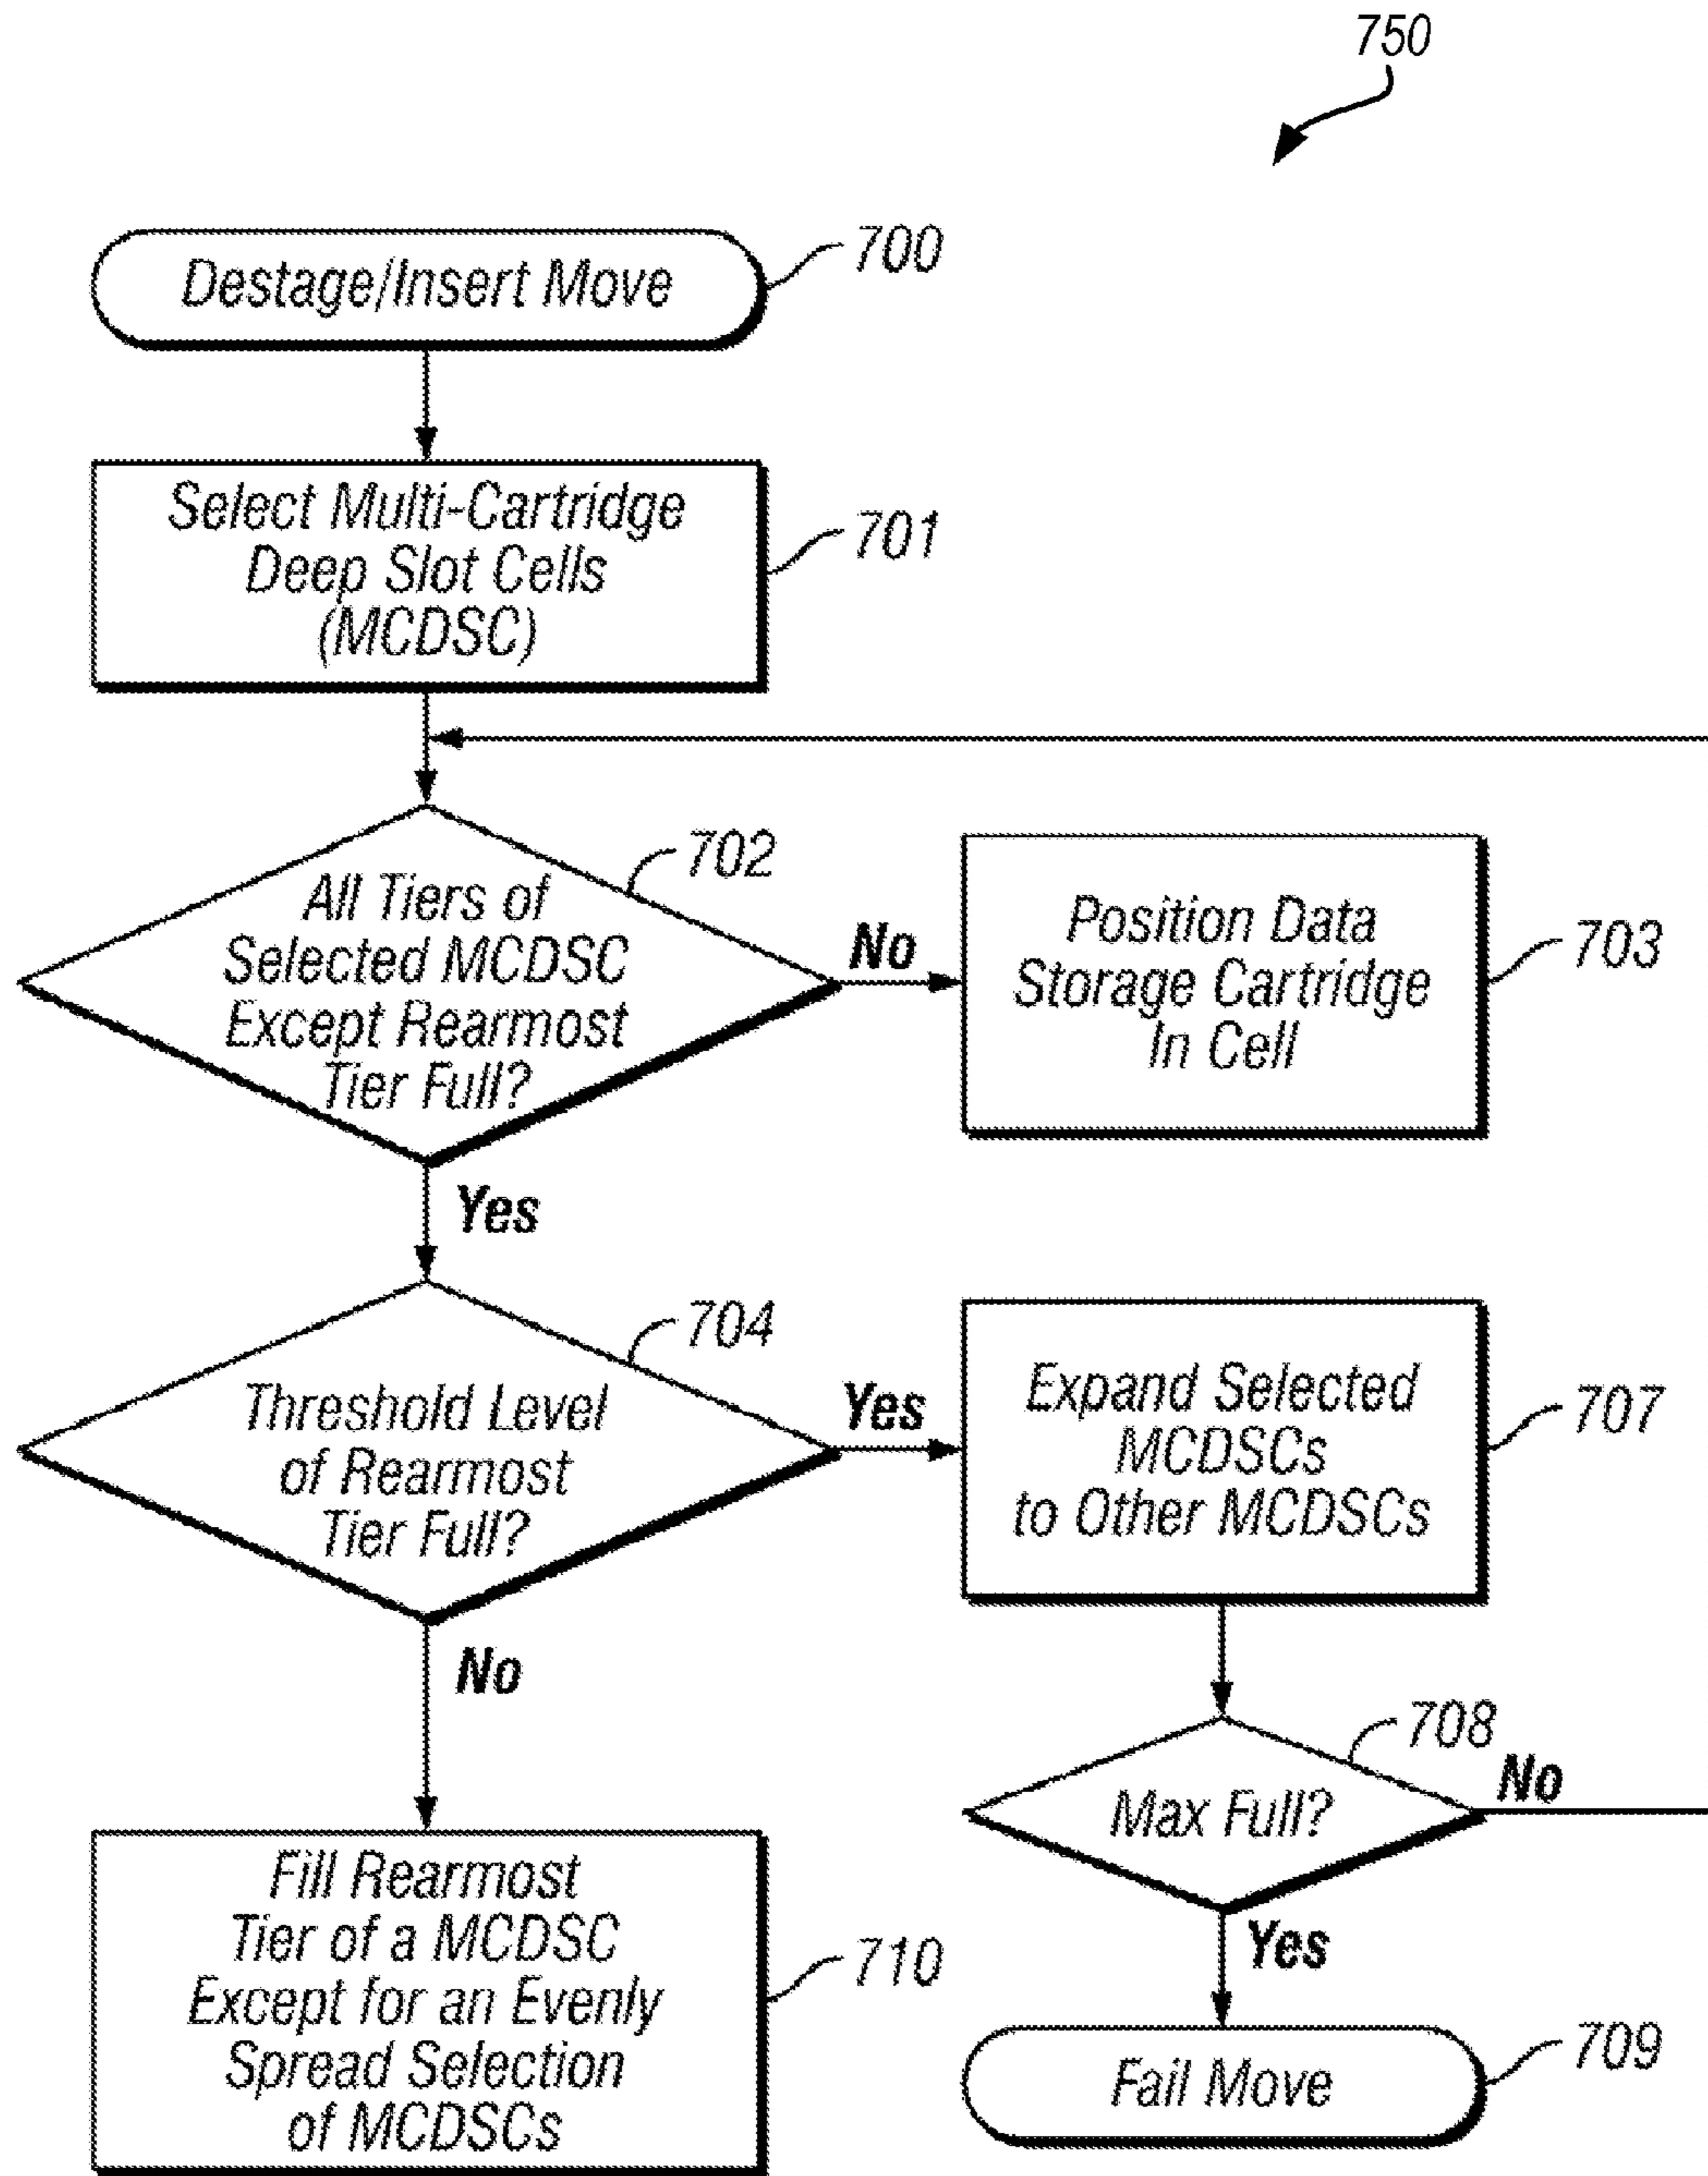 750
Destage/Insert Move
700
Select Multi-Cartridge
Deep Slot Cells
(MCDSC)
701
All Tiers of
Selected MCDSC
Except Rearmost
Tier Full?
702
No
Position Data
Storage Cartridge
In Cell
703
Yes
Threshold Level
of Rearmost
Tier Full?
704
Yes
Expand Selected
MCDSCs
to Other MCDSCs
707
No
Max Full?
708
No
Yes
Fill Rearmost
Tier of a MCDSC
Except for an Evenly
Spread Selection
of MCDSCs
710
Fail Move
709